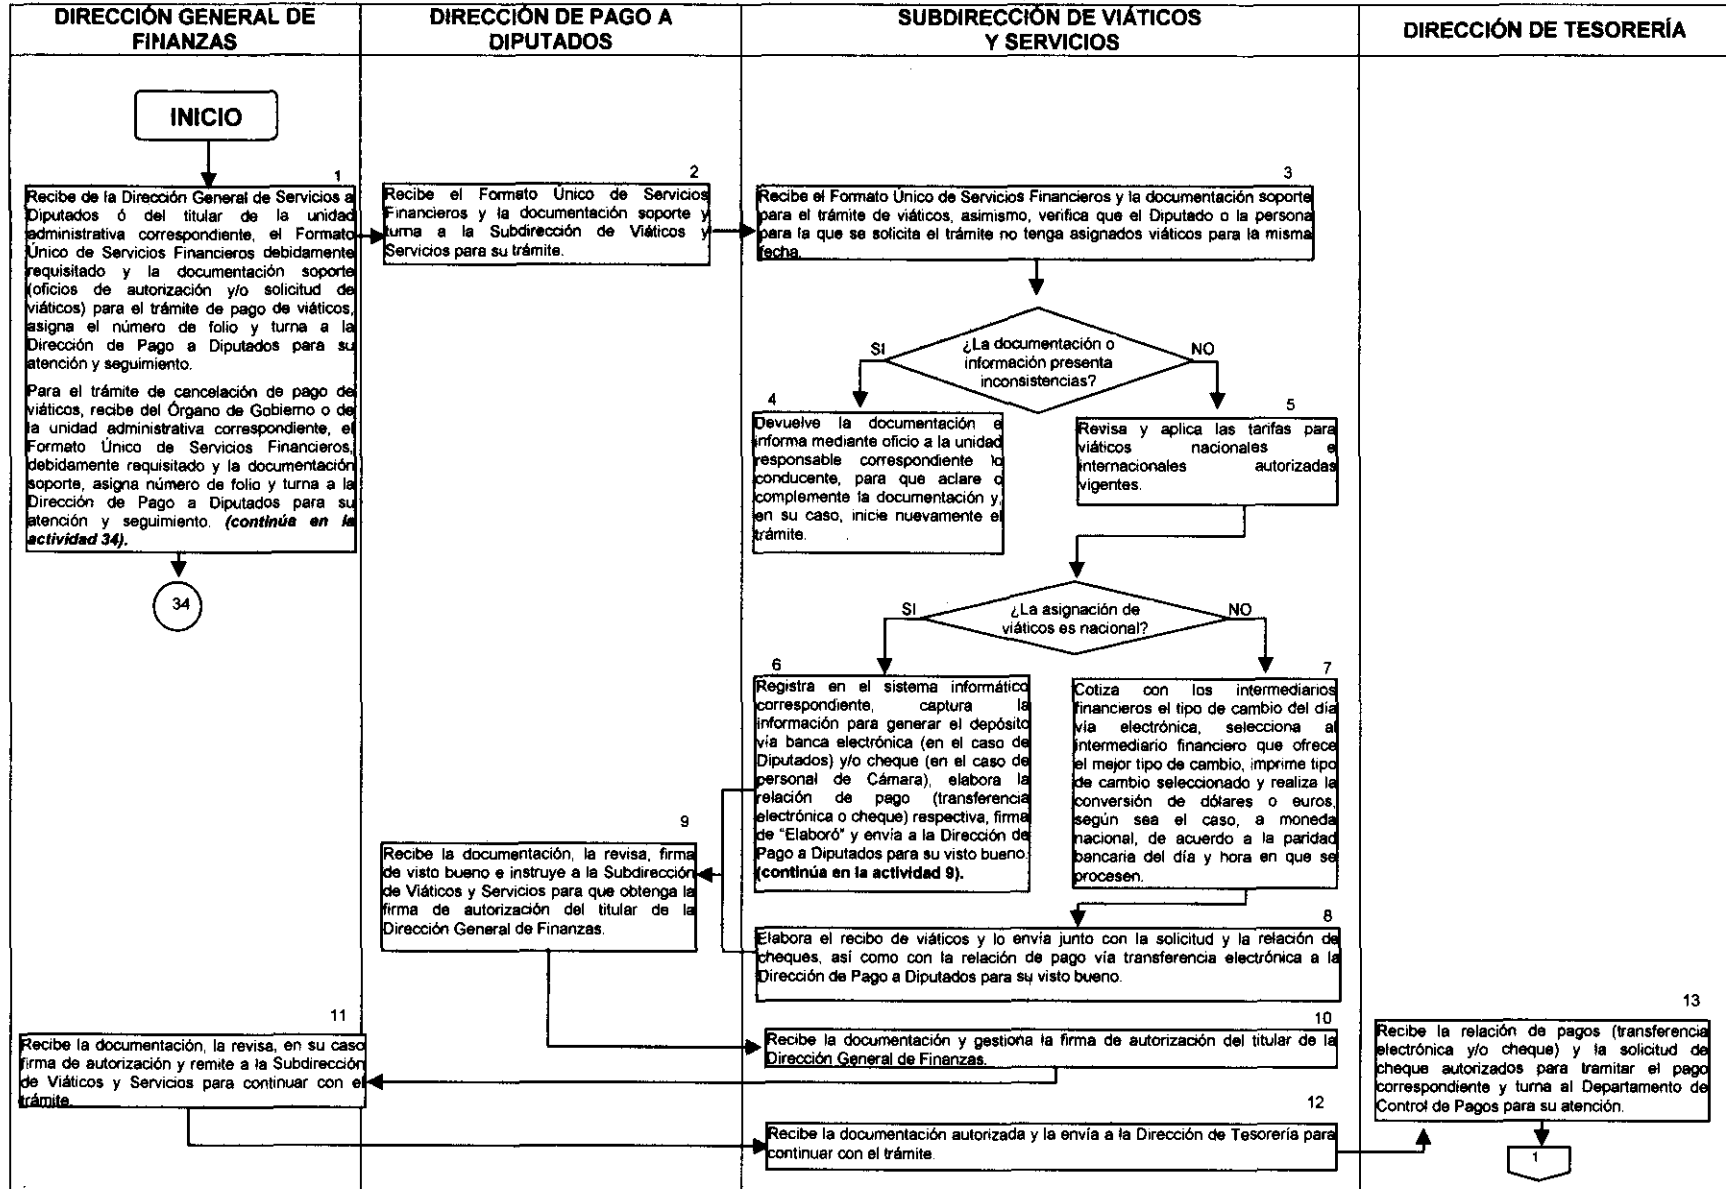 DIRECCIÓN GENERAL DE
FINANZAS
DIRECCIÓN DE PAGO A
DIPUTADOS
SUBDIRECCIÓN DE VIÁTICOS
Y SERVICIOS
DIRECCIÓN DE TESORERÍA
INICIO
1
Recibe de la Dirección General de Servicios a
Diputados ó del titular de la unidad
administrativa correspondiente, el Formato
Único de Servicios Financieros debidamente
requisitado y la documentación soporte
(oficios de autorización y/o solicitud de
viáticos) para el trámite de pago de viáticos,
asigna el número de folio y turna a la
Dirección de Pago a Diputados para su
atención y seguimiento.
Para el trámite de cancelación de pago de
viáticos, recibe del Órgano de Gobierno o de
la unidad administrativa correspondiente, el
Formato Único de Servicios Financieros,
debidamente requisitado y la documentación
soporte, asigna número de folio y turna a la
Dirección de Pago a Diputados para su
atención y seguimiento. (continúa en la
actividad 34).
34
2
Recibe el Formato Único de Servicios
Financieros y la documentación soporte y
turna a la Subdirección de Viáticos y
Servicios para su trámite.
3
Recibe el Formato Único de Servicios Financieros y la documentación soporte
para el trámite de viáticos, asimismo, verifica que el Diputado o la persona
para la que se solicita el trámite no tenga asignados viáticos para la misma
fecha.
SI
¿La documentación o
información presenta
inconsistencias?
NO
4
Devuelve la documentación e
informa mediante oficio a la unidad
responsable correspondiente lo
conducente, para que aclare o
complemente la documentación y,
en su caso, inicie nuevamente el
trámite.
5
Revisa y aplica las tarifas para
viáticos nacionales e
internacionales autorizadas
vigentes.
SI
¿La asignación de
viáticos es nacional?
NO
6
Registra en el sistema informático
correspondiente, captura la
información para generar el depósito
vía banca electrónica (en el caso de
Diputados) y/o cheque (en el caso de
personal de Cámara), elabora la
relación de pago (transferencia
electrónica o cheque) respectiva, firma
de "Elaboró" y envía a la Dirección de
Pago a Diputados para su visto bueno.
(continúa en la actividad 9).
7
Cotiza con los intermediarios
financieros el tipo de cambio del día
vía electrónica, selecciona al
intermediario financiero que ofrece
el mejor tipo de cambio, imprime tipo
de cambio seleccionado y realiza la
conversión de dólares o euros,
según sea el caso, a moneda
nacional, de acuerdo a la paridad
bancaria del día y hora en que se
procesen.
8
Elabora el recibo de viáticos y lo envía junto con la solicitud y la relación de
cheques, así como con la relación de pago vía transferencia electrónica a la
Dirección de Pago a Diputados para su visto bueno.
9
Recibe la documentación, la revisa, firma
de visto bueno e instruye a la Subdirección
de Viáticos y Servicios para que obtenga la
firma de autorización del titular de la
Dirección General de Finanzas.
10
Recibe la documentación y gestiona la firma de autorización del titular de la
Dirección General de Finanzas.
11
Recibe la documentación, la revisa, en su caso
firma de autorización y remite a la Subdirección
de Viáticos y Servicios para continuar con el
trámite.
12
Recibe la documentación autorizada y la envía a la Dirección de Tesorería para
continuar con el trámite.
13
Recibe la relación de pagos (transferencia
electrónica y/o cheque) y la solicitud de
cheque autorizados para tramitar el pago
correspondiente y turna al Departamento de
Control de Pagos para su atención.
1